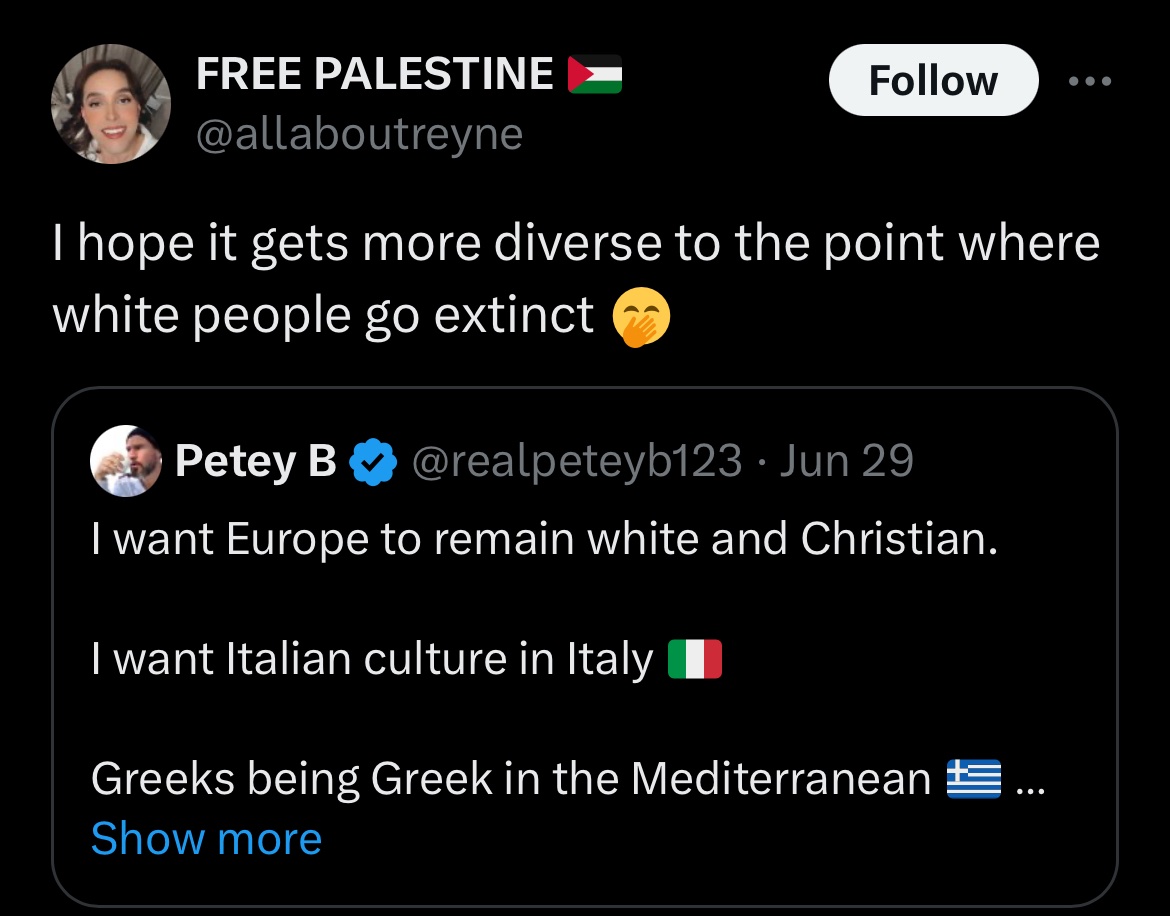 FREE PALESTINE 🇵🇸
Follow
@allaboutreyne
I hope it gets more diverse to the point where
white people go extinct 🤭
Petey B @realpeteyb123 · Jun 29
I want Europe to remain white and Christian.
I want Italian culture in Italy 🇮🇹
Greeks being Greek in the Mediterranean 🇬🇷 ...
Show more